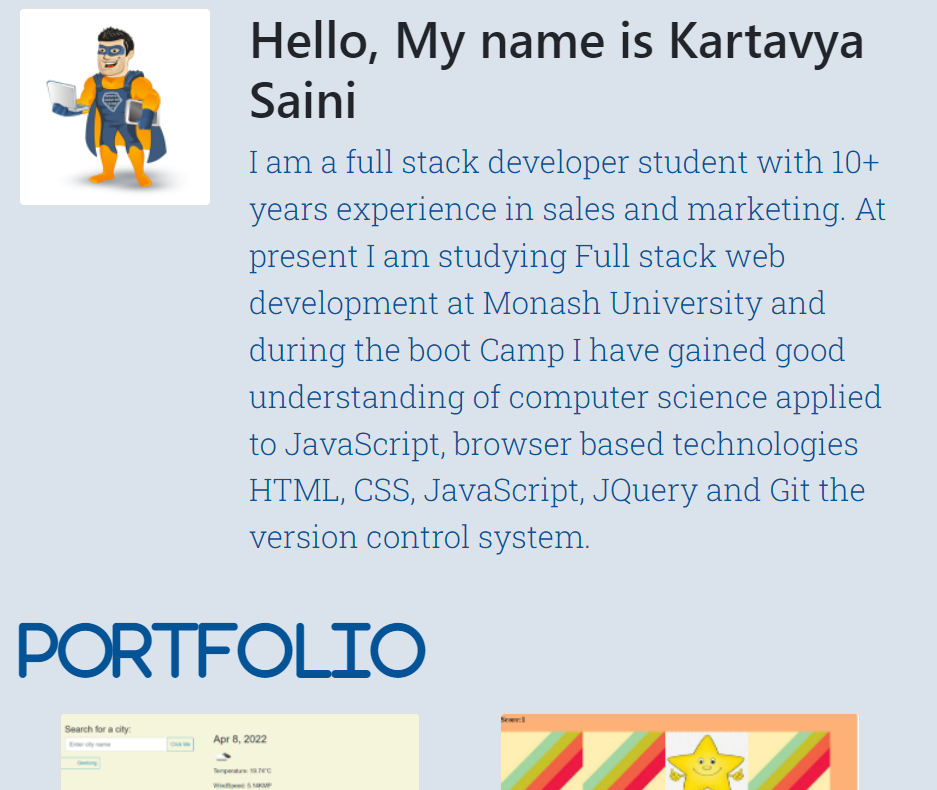 Hello, My name is Kartavya
Saini
I am a full stack developer student with 10+
years experience in sales and marketing. At
present I am studying Full stack web
development at Monash University and
during the boot Camp I have gained good
understanding of computer science applied
to JavaScript, browser based technologies
HTML, CSS, JavaScript, JQuery and Git the
version control system.
PORTFOLIO
Search for a city:
Enter city name
Click Me
Geelong
Apr 8, 2022
Temperature: 19.74°C
WindSpeed: 5.14KMP
Score:1